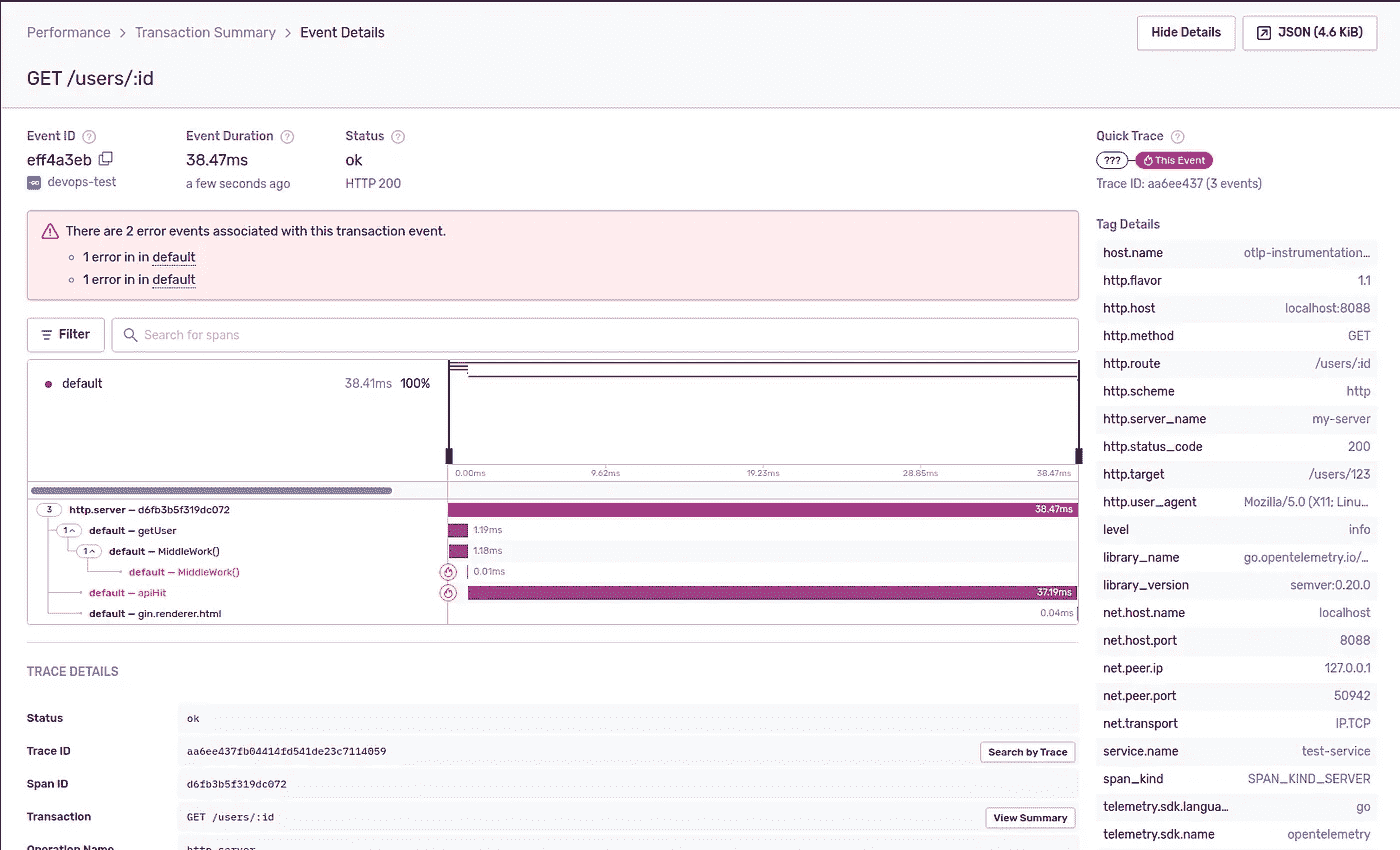 Performance > Transaction Summary > Event Details
Hide Details
JSON (4.6 KiB)
GET /users/:id
Event ID ?
eff4a3eb
devops-test
Event Duration ?
38.47ms
a few seconds ago
Status ?
ok
HTTP 200
There are 2 error events associated with this transaction event.
1 error in in default
1 error in in default
Filter
Search for spans
default 38.41ms 100%
0.00ms 9.62ms 19.23ms 28.85ms 38.47ms
3 http.server – d6fb3b5f319dc072 38.47ms
1 default – getUser 1.19ms
1 default – MiddleWork() 1.18ms
default – MiddleWork() 0.01ms
default – apiHit 37.19ms
default – gin.renderer.html 0.04ms
TRACE DETAILS
Status ok
Trace ID aa6ee437fb04414fd541de23c7114059 Search by Trace
Span ID d6fb3b5f319dc072
Transaction GET /users/:id View Summary
Operation Name http.server
Quick Trace ?
??? This Event
Trace ID: aa6ee437 (3 events)
Tag Details
host.name otlp-instrumentation...
http.flavor 1.1
http.host localhost:8088
http.method GET
http.route /users/:id
http.scheme http
http.server_name my-server
http.status_code 200
http.target /users/123
http.user_agent Mozilla/5.0 (X11; Linu...
level info
library_name go.opentelemetry.io/...
library_version semver:0.20.0
net.host.name localhost
net.host.port 8088
net.peer.ip 127.0.0.1
net.peer.port 50942
net.transport IP.TCP
service.name test-service
span_kind SPAN_KIND_SERVER
telemetry.sdk.langua... go
telemetry.sdk.name opentelemetry